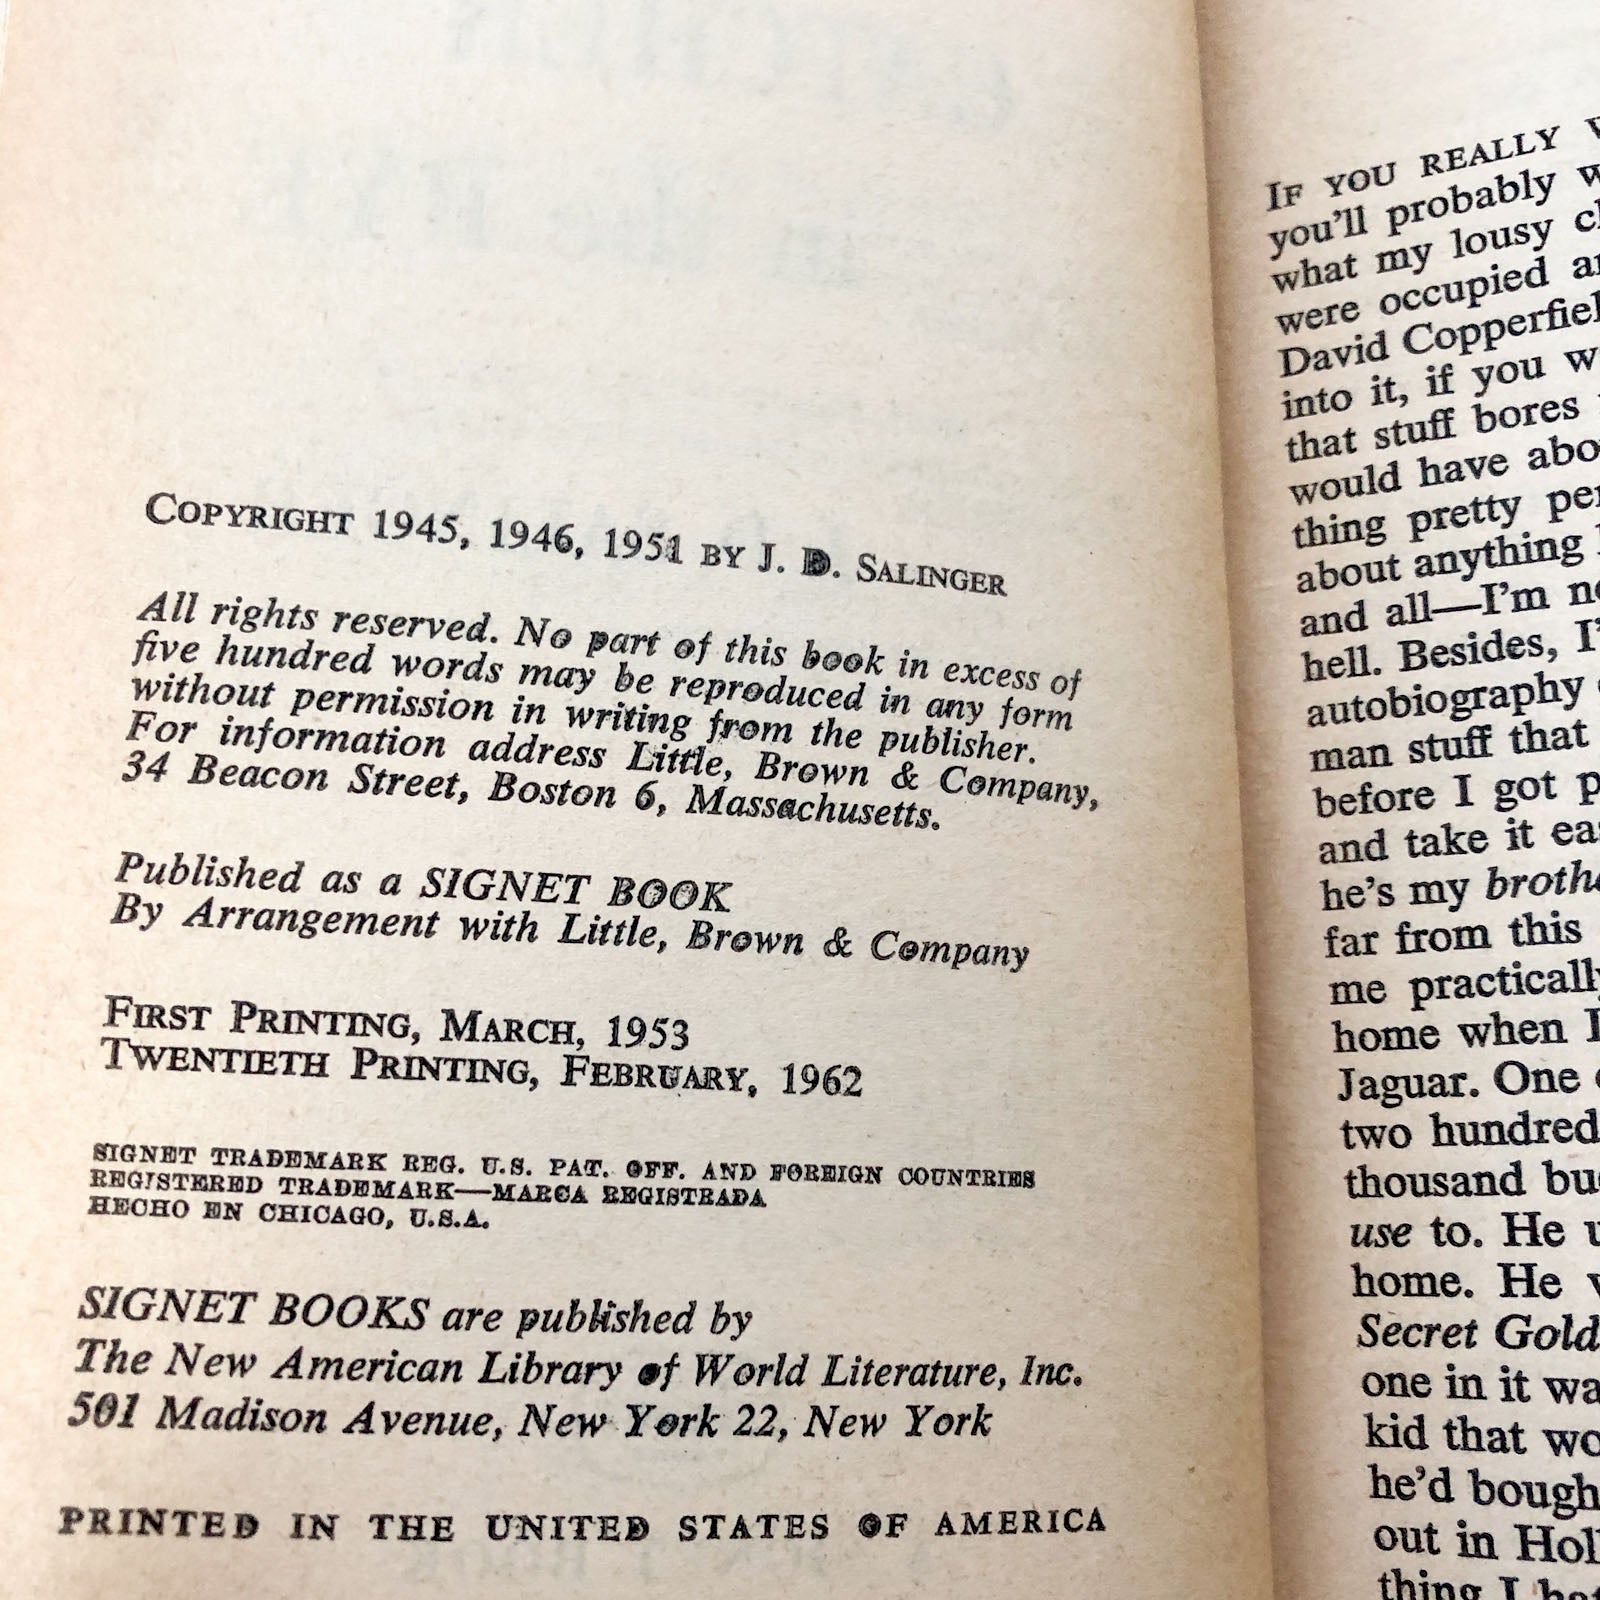 COPYRIGHT 1945, 1946, 1951 BY J. D. SALINGER
All rights reserved. No part of this book in excess of
five hundred words may be reproduced in any form
without permission in writing from the publisher.
For information address Little, Brown & Company,
34 Beacon Street, Boston 6, Massachusetts.
Published as a SIGNET BOOK
By Arrangement with Little, Brown & Company
FIRST PRINTING, MARCH, 1953
TWENTIETH PRINTING, FEBRUARY, 1962
SIGNET TRADEMARK REG. U.S. PAT. OFF. AND FOREIGN COUNTRIES
REGISTERED TRADEMARK—MARCA REGISTRADA
HECHO EN CHICAGO, U.S.A.
SIGNET BOOKS are published by
The New American Library of World Literature, Inc.
501 Madison Avenue, New York 22, New York
PRINTED IN THE UNITED STATES OF AMERICA
IF YOU REALLY
you'll probably
what my lousy
were occupied
David
into it, if you
that stuff bores
would have
thing pretty
about anything
and all—I'm
hell. Besides,
autobiography
man stuff that
before I got
and take it
he's my
far from this
me
home when
Jaguar. One
two hundred
thousand
use to. He
home. He
Secret
one in it
kid that
he'd
out in
thing I